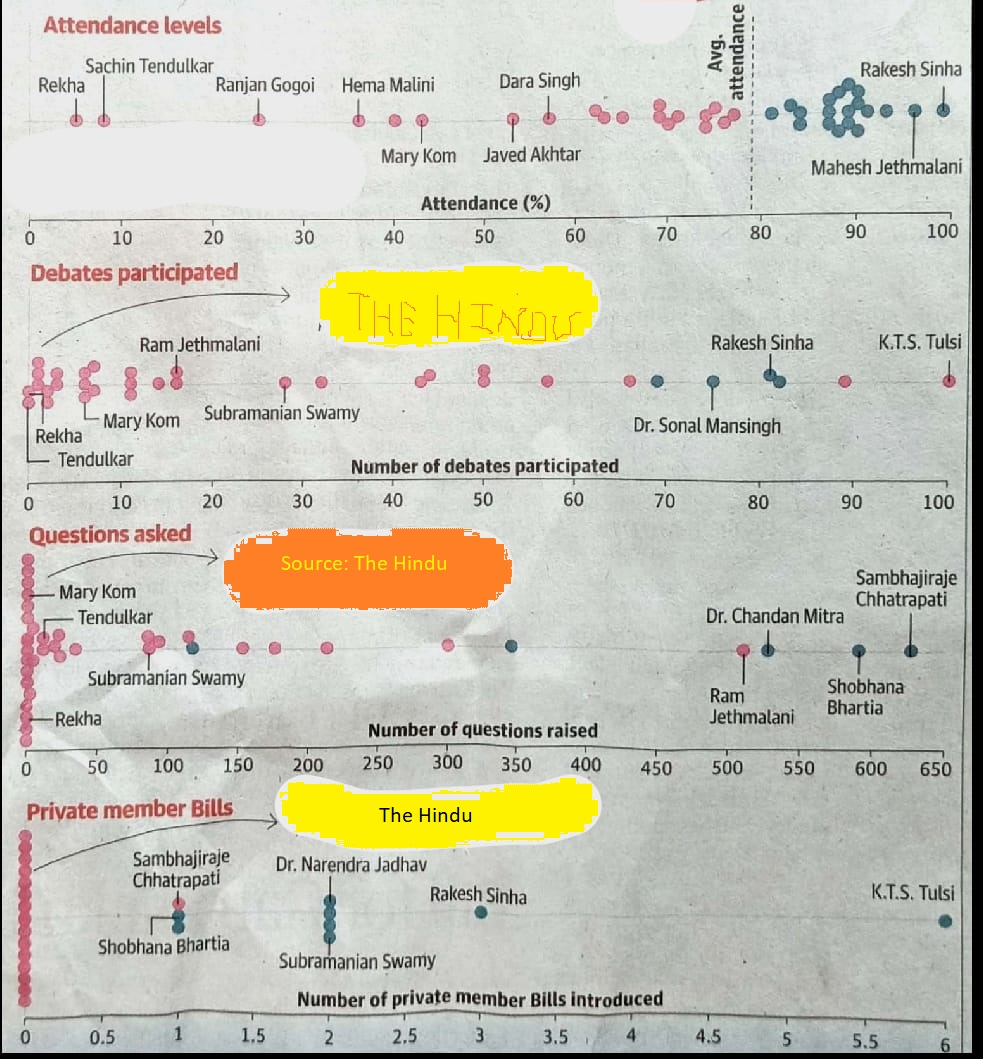 Attendance levels
Avg.
attendance
Sachin Tendulkar
Rekha
Ranjan Gogoi
Hema Malini
Dara Singh
Rakesh Sinha
Mary Kom
Javed Akhtar
Mahesh Jethmalani
Attendance (%)
0 10 20 30 40 50 60 70 80 90 100
Debates participated
THE HINDU
Ram Jethmalani
Rakesh Sinha
K.T.S. Tulsi
Mary Kom
Subramanian Swamy
Dr. Sonal Mansingh
Rekha
Tendulkar
Number of debates participated
0 10 20 30 40 50 60 70 80 90 100
Questions asked
Source: The Hindu
Mary Kom
Tendulkar
Sambhajiraje
Chhatrapati
Dr. Chandan Mitra
Subramanian Swamy
Ram
Jethmalani
Shobhana
Bhartia
Rekha
Number of questions raised
0 50 100 150 200 250 300 350 400 450 500 550 600 650
Private member Bills
The Hindu
Sambhajiraje
Chhatrapati
Dr. Narendra Jadhav
Rakesh Sinha
K.T.S. Tulsi
Shobhana Bhartia
Subramanian Swamy
Number of private member Bills introduced
0 0.5 1 1.5 2 2.5 3 3.5 4 4.5 5 5.5 6